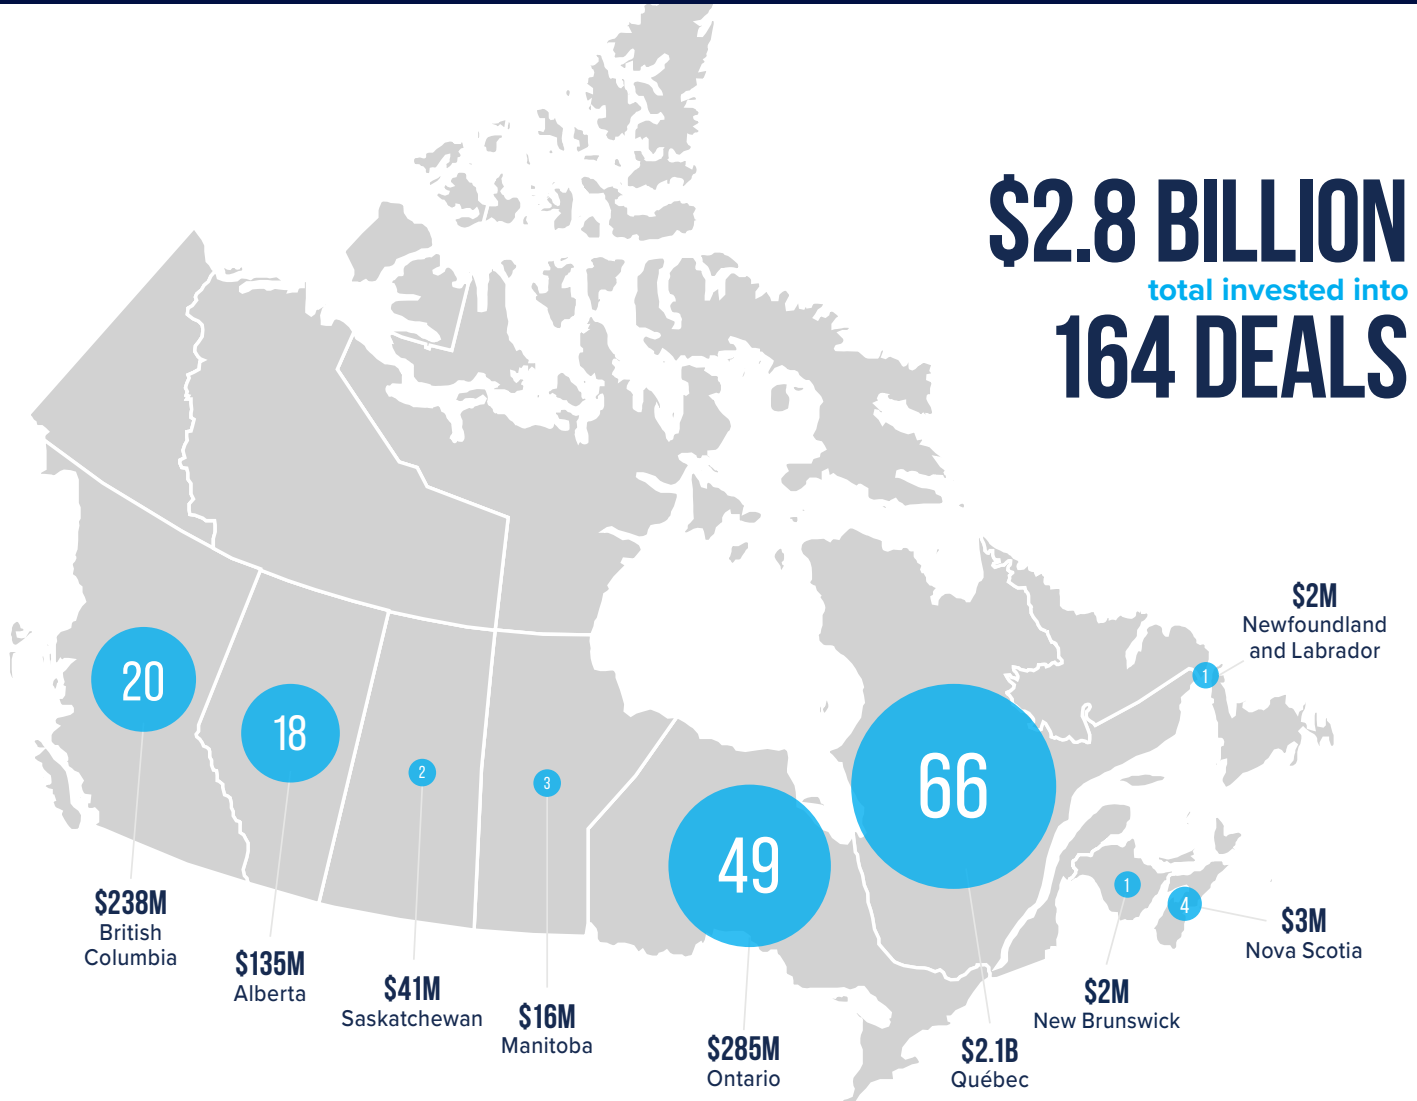 $2.8 BILLION
total invested into
164 DEALS
$2M
Newfoundland
and Labrador
1
20
18
2
3
49
66
1
4
$238M
British
Columbia
$135M
Alberta
$41M
Saskatchewan
$16M
Manitoba
$285M
Ontario
$2.1B
Québec
$2M
New Brunswick
$3M
Nova Scotia